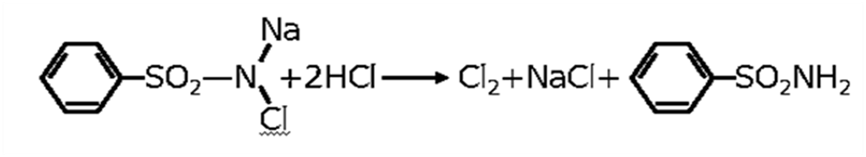 Na
SO₂—N +2HCl → Cl₂+NaCl+ SO₂NH₂
Cl